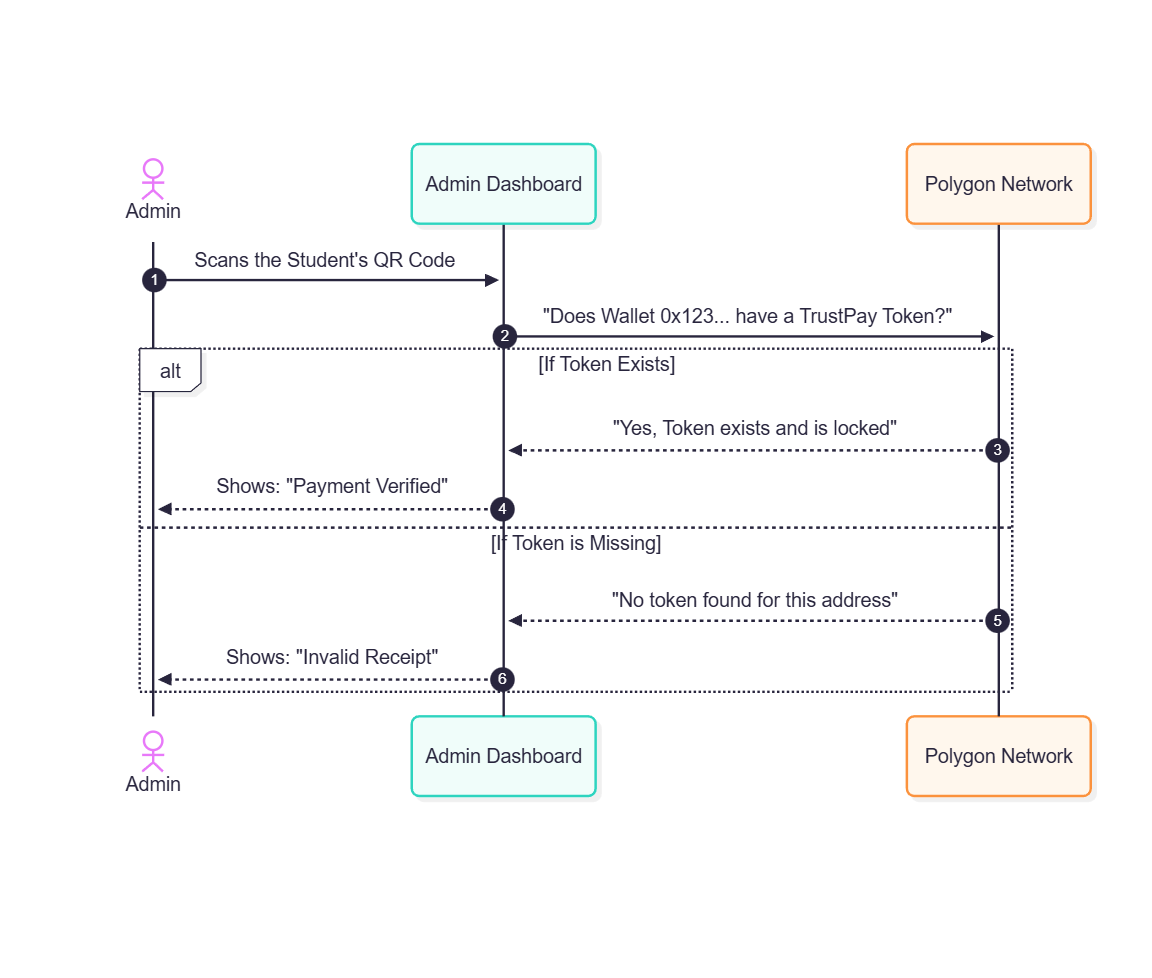 Admin
Admin Dashboard
Polygon Network
Scans the Student's QR Code
1
"Does Wallet 0x123... have a TrustPay Token?"
2
alt
[If Token Exists]
"Yes, Token exists and is locked"
3
Shows: "Payment Verified"
4
[If Token is Missing]
"No token found for this address"
5
Shows: "Invalid Receipt"
6
Admin
Admin Dashboard
Polygon Network